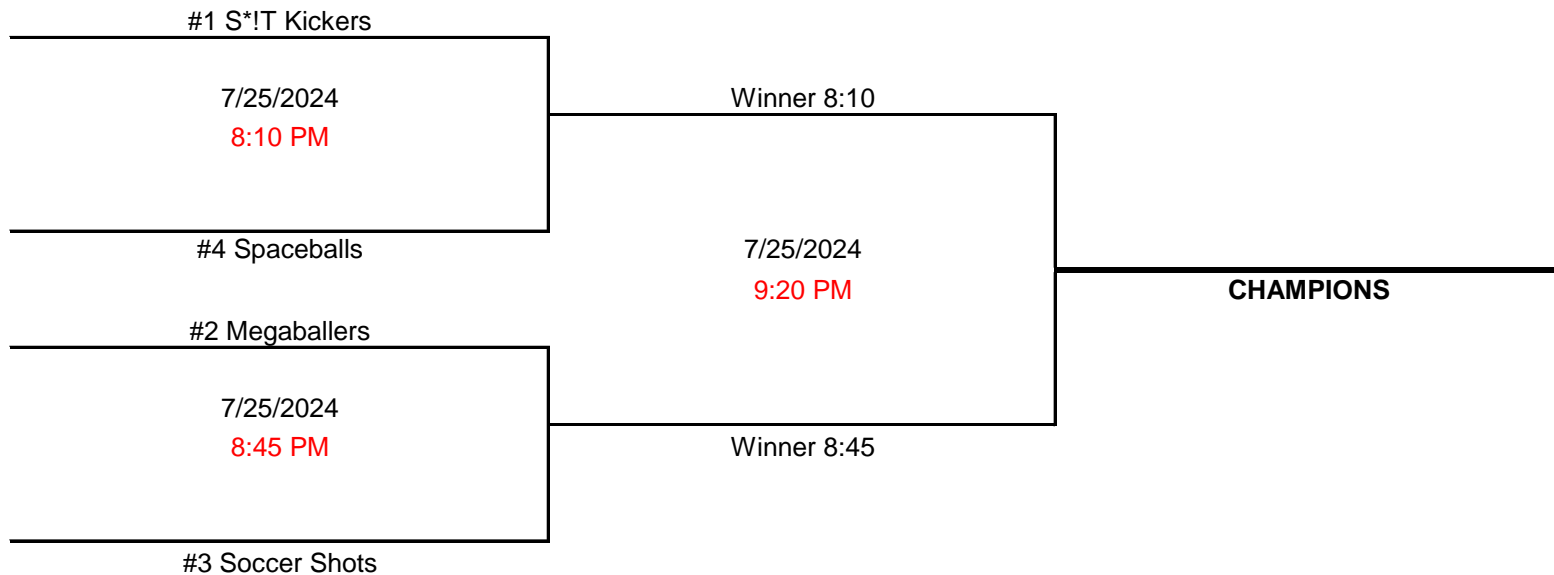 #1 S*!T Kickers
7/25/2024
8:10 PM
#4 Spaceballs
#2 Megaballers
7/25/2024
8:45 PM
#3 Soccer Shots
Winner 8:10
7/25/2024
9:20 PM
Winner 8:45
CHAMPIONS